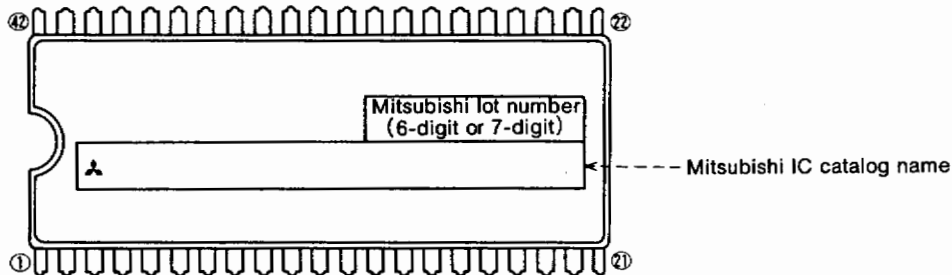 ㊷ ㉒
Mitsubishi lot number
(6-digit or 7-digit)
Mitsubishi IC catalog name
① ㉑